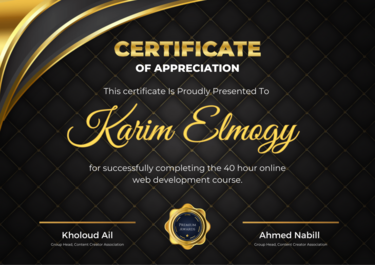 CERTIFICATE
OF APPRECIATION
This certificate Is Proudly Presented To
Karim Elmogy
for successfully completing the 40 hour online
web development course.
PREMIUM
AWARDS
Kholoud Ail
Group Head, Content Creator Association
Ahmed Nabill
Group Head, Content Creator Association